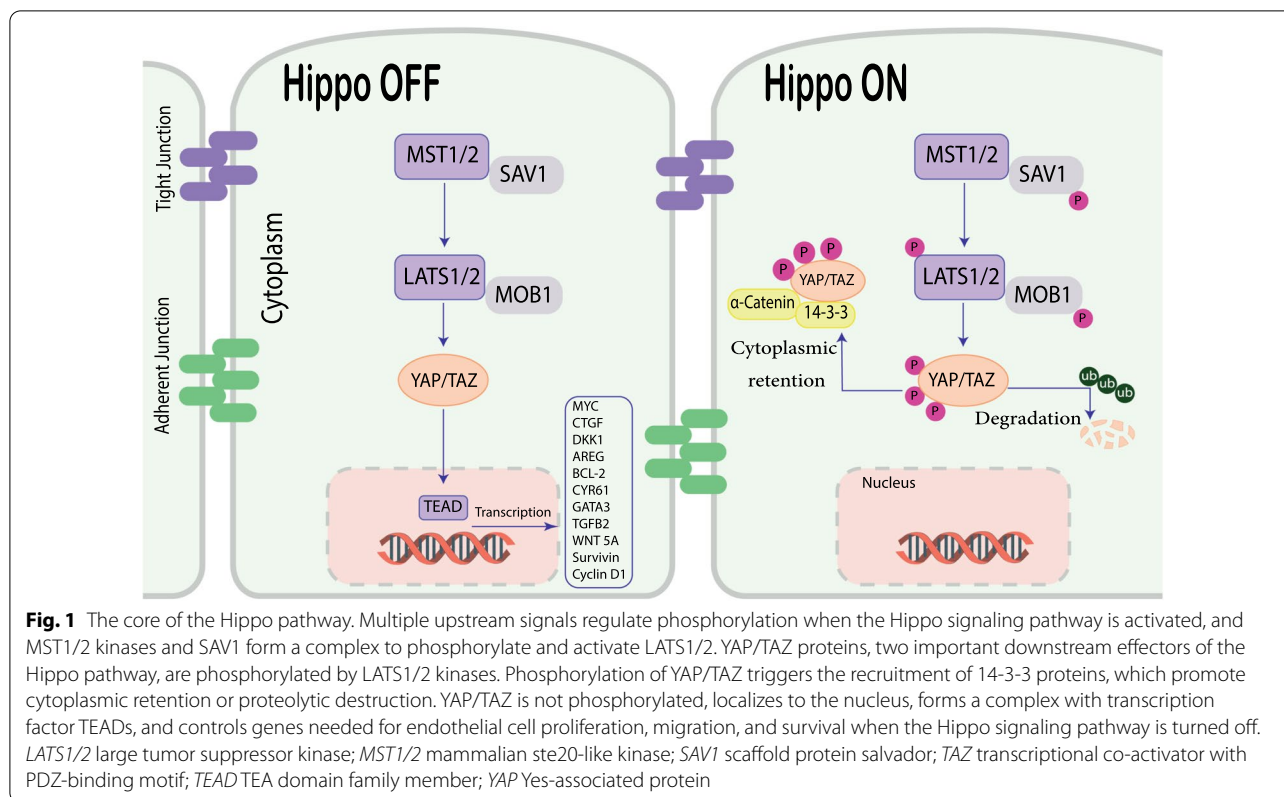 Hippo OFF
Tight Junction
Adherent Junction
Cytoplasm
MST1/2
SAV1
LATS1/2
MOB1
YAP/TAZ
TEAD
Transcription
MYC
CTGF
DKK1
AREG
BCL-2
CYR61
GATA3
TGFB2
WNT 5A
Survivin
Cyclin D1
Hippo ON
MST1/2
SAV1
P
P
LATS1/2
MOB1
P
P
P
P
YAP/TAZ
α-Catenin
14-3-3
Cytoplasmic
retention
P
P
P
YAP/TAZ
ub
ub
ub
Degradation
Nucleus
Fig. 1 The core of the Hippo pathway. Multiple upstream signals regulate phosphorylation when the Hippo signaling pathway is activated, and
MST1/2 kinases and SAV1 form a complex to phosphorylate and activate LATS1/2. YAP/TAZ proteins, two important downstream effectors of the
Hippo pathway, are phosphorylated by LATS1/2 kinases. Phosphorylation of YAP/TAZ triggers the recruitment of 14-3-3 proteins, which promote
cytoplasmic retention or proteolytic destruction. YAP/TAZ is not phosphorylated, localizes to the nucleus, forms a complex with transcription
factor TEADs, and controls genes needed for endothelial cell proliferation, migration, and survival when the Hippo signaling pathway is turned off.
LATS1/2 large tumor suppressor kinase; MST1/2 mammalian ste20-like kinase; SAV1 scaffold protein salvador; TAZ transcriptional co-activator with
PDZ-binding motif; TEAD TEA domain family member; YAP Yes-associated protein